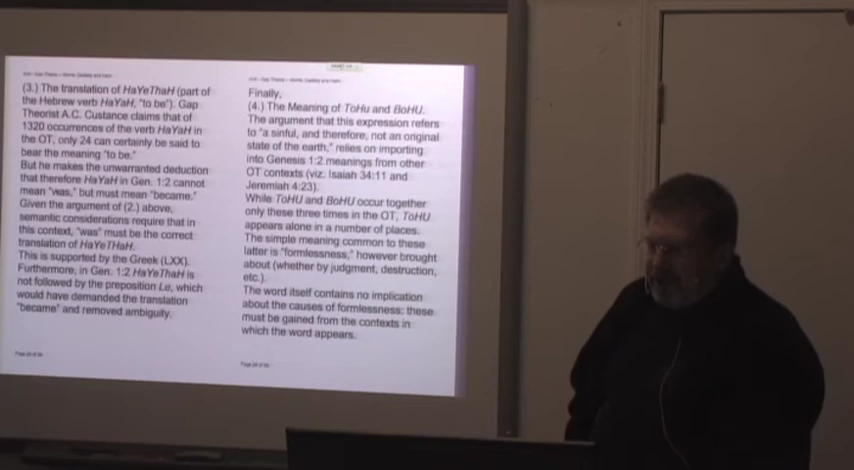 (3.) The translation of HaYeThaH (part of
the Hebrew verb HaYaH, "to be"). Gap
Theorist A.C. Custance claims that of
1320 occurrences of the verb HaYaH in
the OT, only 24 can certainly be said to
bear the meaning "to be."
But he makes the unwarranted deduction
that therefore HaYaH in Gen. 1:2 cannot
mean "was," but must mean "became."
Given the argument of (2.) above,
semantic considerations require that in
this context, "was" must be the correct
translation of HaYeTHaH.
This is supported by the Greek (LXX).
Furthermore, in Gen. 1:2 HaYeThaH is
not followed by the preposition Le, which
would have demanded the translation
"became" and removed ambiguity.
Finally,
(4.) The Meaning of ToHu and BoHU.
The argument that this expression refers
to "a sinful, and therefore, not an original
state of the earth," relies on importing
into Genesis 1:2 meanings from other
OT contexts (viz. Isaiah 34:11 and
Jeremiah 4:23).
While ToHU and BoHU occur together
only these three times in the OT, ToHU
appears alone in a number of places.
The simple meaning common to these
latter is "formlessness," however brought
about (whether by judgment, destruction,
etc.).
The word itself contains no implication
about the causes of formlessness: these
must be gained from the contexts in
which the word appears.